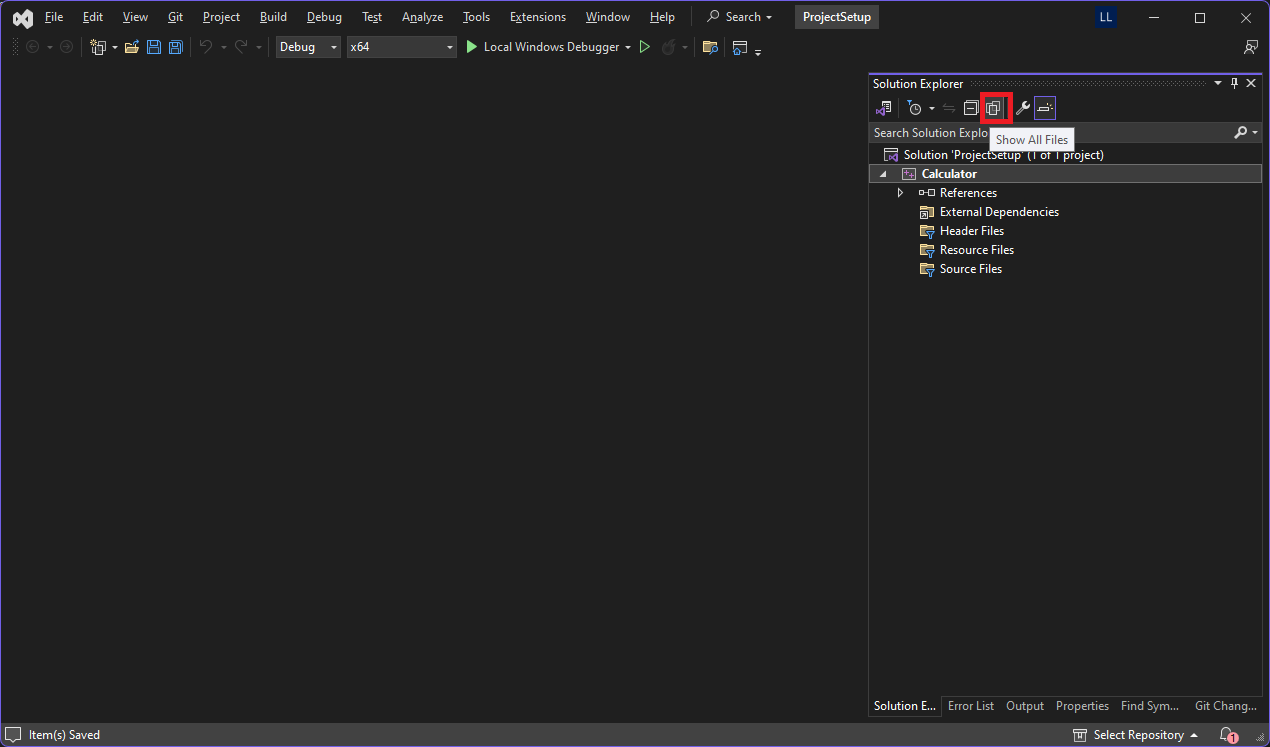 File Edit View Git Project Build Debug Test Analyze Tools Extensions Window Help Search ProjectSetup LL
Debug x64 Local Windows Debugger
Solution Explorer
Search Solution Explo
Show All Files
Solution 'ProjectSetup' (1 of 1 project)
Calculator
References
External Dependencies
Header Files
Resource Files
Source Files
Solution E... Error List Output Properties Find Sym... Git Chang...
Item(s) Saved Select Repository 1